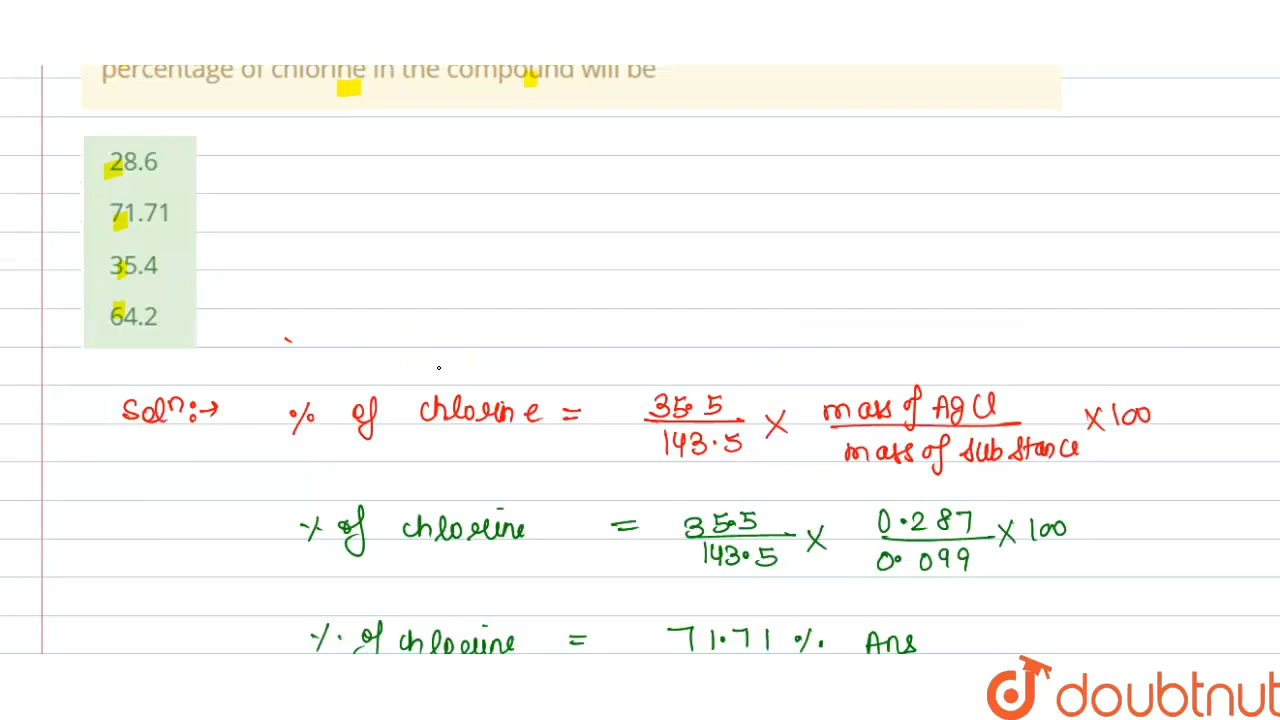 percentage of chlorine in the compound will be
28.6
71.71
35.4
64.2
Solⁿ:→ % of chlorine = 35.5/143.5 × mass of AgCl/mass of substance × 100
% of chlorine = 35.5/143.5 × 0.287/0.099 × 100
% of chlorine = 71.71 % Ans
doubtnut